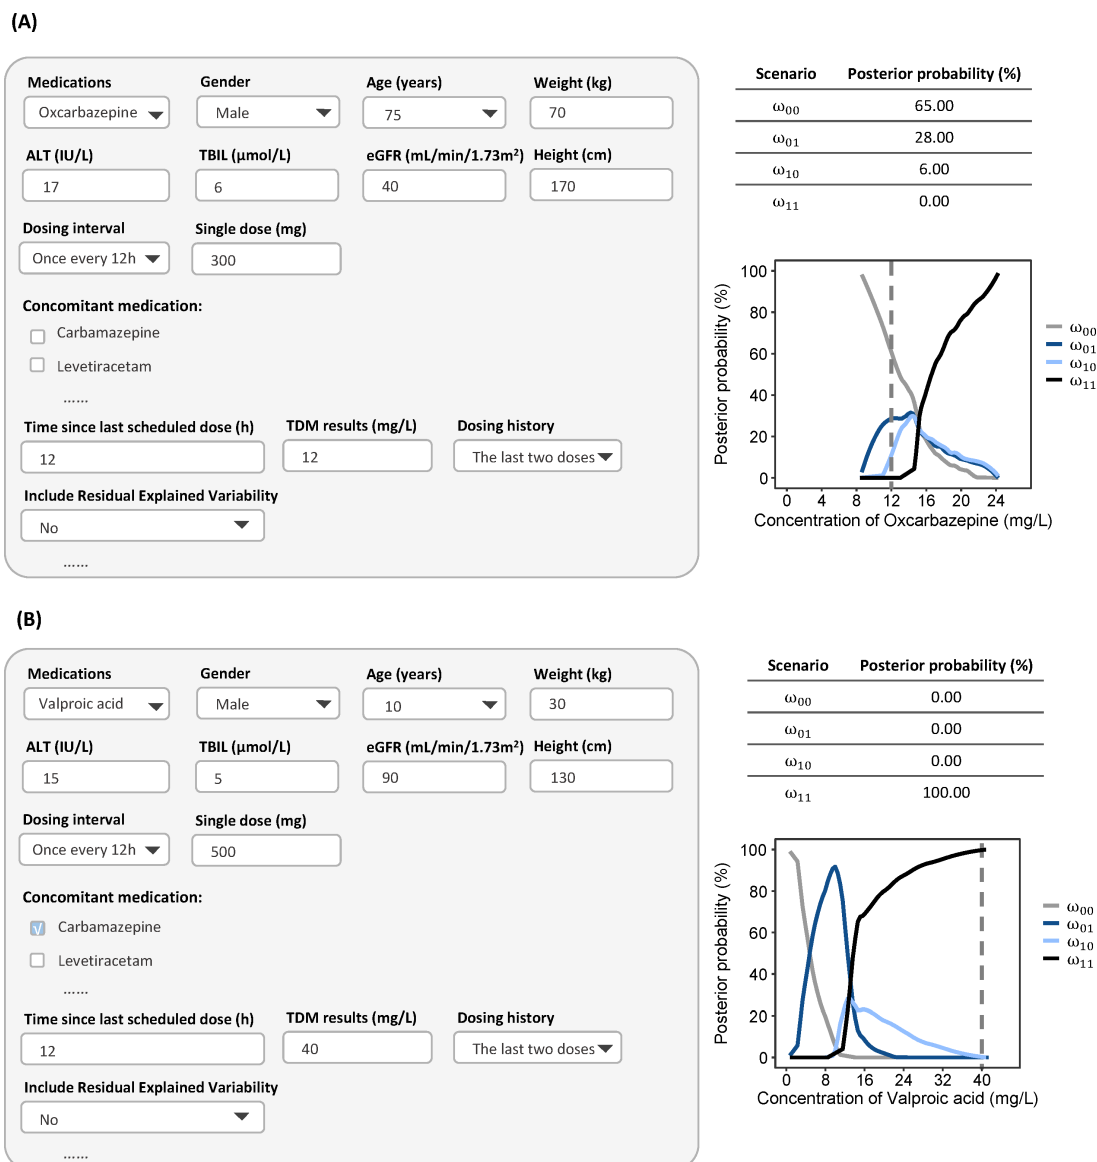 (A)
Medications Gender Age (years) Weight (kg)
Oxcarbazepine Male 75 70
ALT (IU/L) TBIL (μmol/L) eGFR (mL/min/1.73m²) Height (cm)
17 6 40 170
Dosing interval Single dose (mg)
Once every 12h 300
Concomitant medication:
Carbamazepine
Levetiracetam
......
Time since last scheduled dose (h) TDM results (mg/L) Dosing history
12 12 The last two doses
Include Residual Explained Variability
No
......
Scenario Posterior probability (%)
ω₀₀ 65.00
ω₀₁ 28.00
ω₁₀ 6.00
ω₁₁ 0.00
Posterior probability (%)
100
80
60
40
20
0
0 4 8 12 16 20 24
Concentration of Oxcarbazepine (mg/L)
ω₀₀
ω₀₁
ω₁₀
ω₁₁
(B)
Medications Gender Age (years) Weight (kg)
Valproic acid Male 10 30
ALT (IU/L) TBIL (μmol/L) eGFR (mL/min/1.73m²) Height (cm)
15 5 90 130
Dosing interval Single dose (mg)
Once every 12h 500
Concomitant medication:
√ Carbamazepine
Levetiracetam
......
Time since last scheduled dose (h) TDM results (mg/L) Dosing history
12 40 The last two doses
Include Residual Explained Variability
No
......
Scenario Posterior probability (%)
ω₀₀ 0.00
ω₀₁ 0.00
ω₁₀ 0.00
ω₁₁ 100.00
Posterior probability (%)
100
80
60
40
20
0
0 8 16 24 32 40
Concentration of Valproic acid (mg/L)
ω₀₀
ω₀₁
ω₁₀
ω₁₁